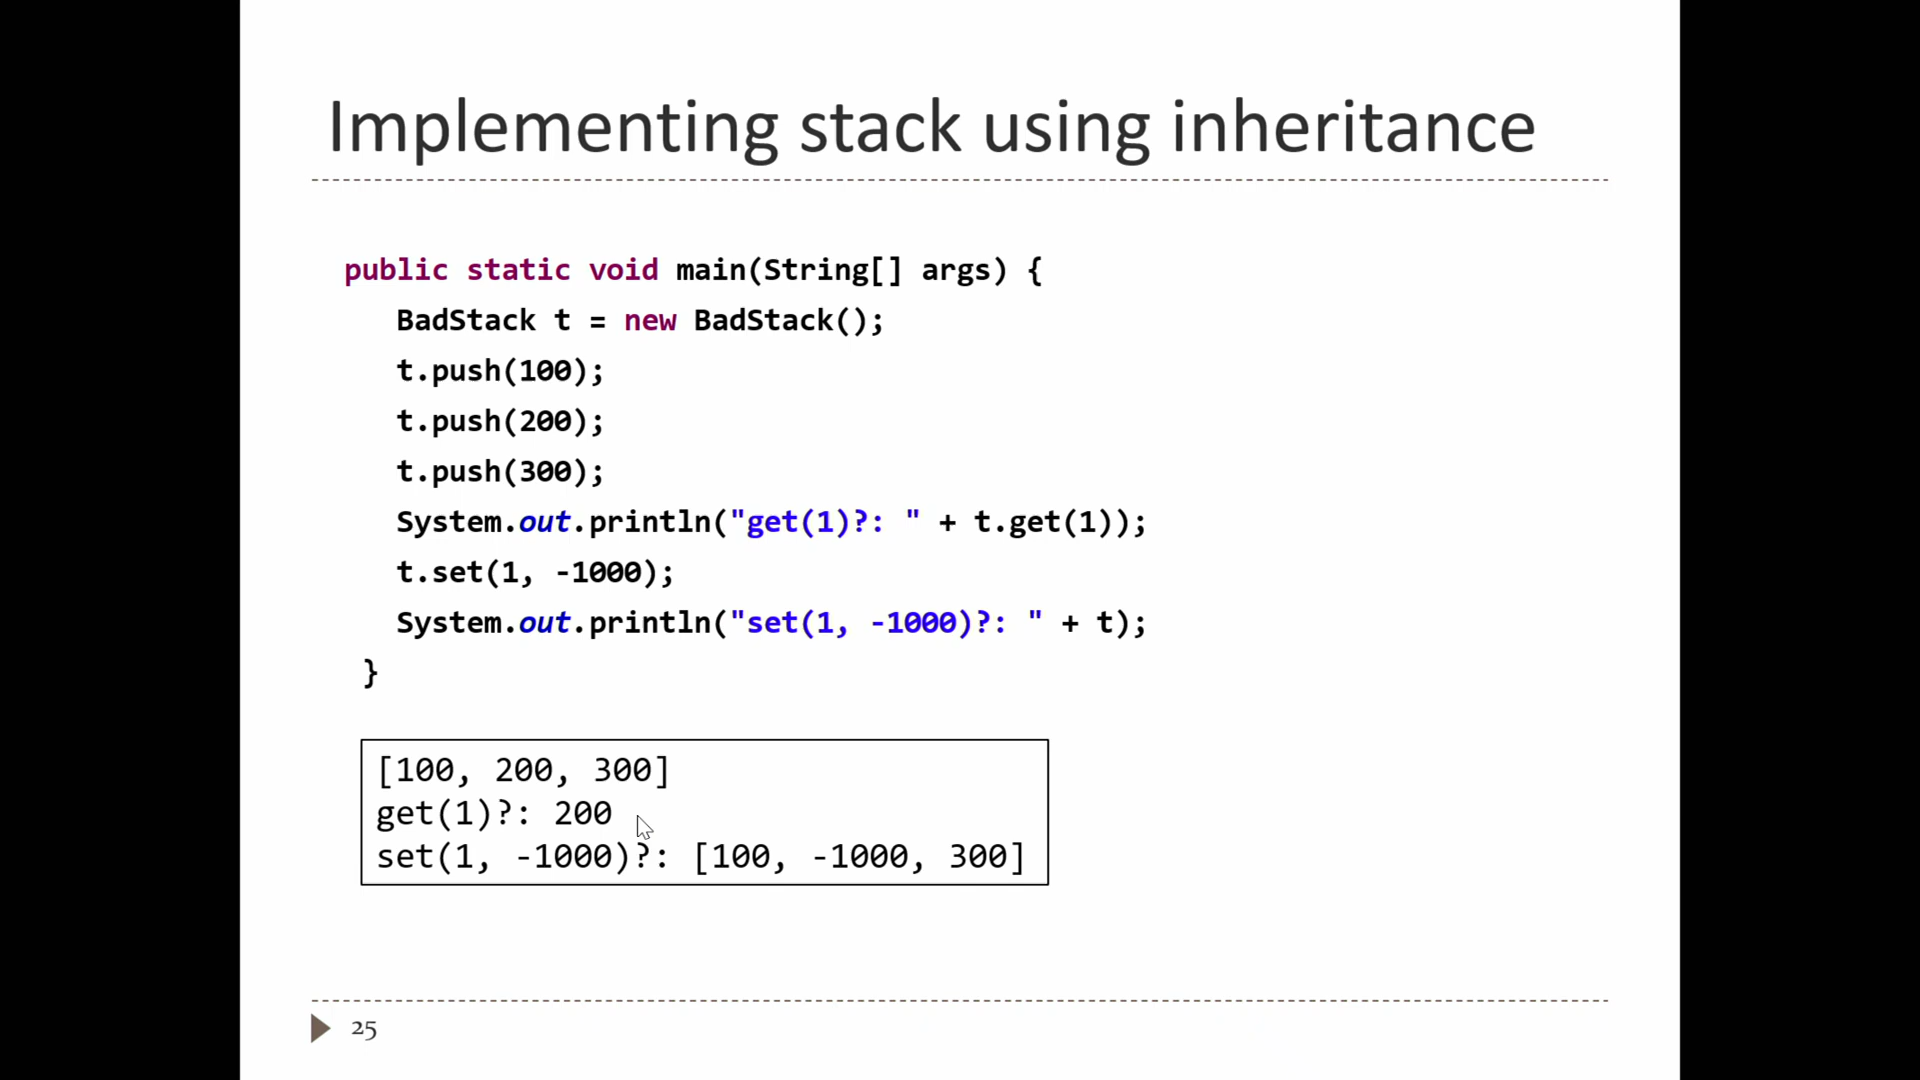 Implementing stack using inheritance
public static void main(String[] args) {
BadStack t = new BadStack();
t.push(100);
t.push(200);
t.push(300);
System.out.println("get(1)?: " + t.get(1));
t.set(1, -1000);
System.out.println("set(1, -1000)?: " + t);
}
[100, 200, 300]
get(1)?: 200
set(1, -1000)?: [100, -1000, 300]
25